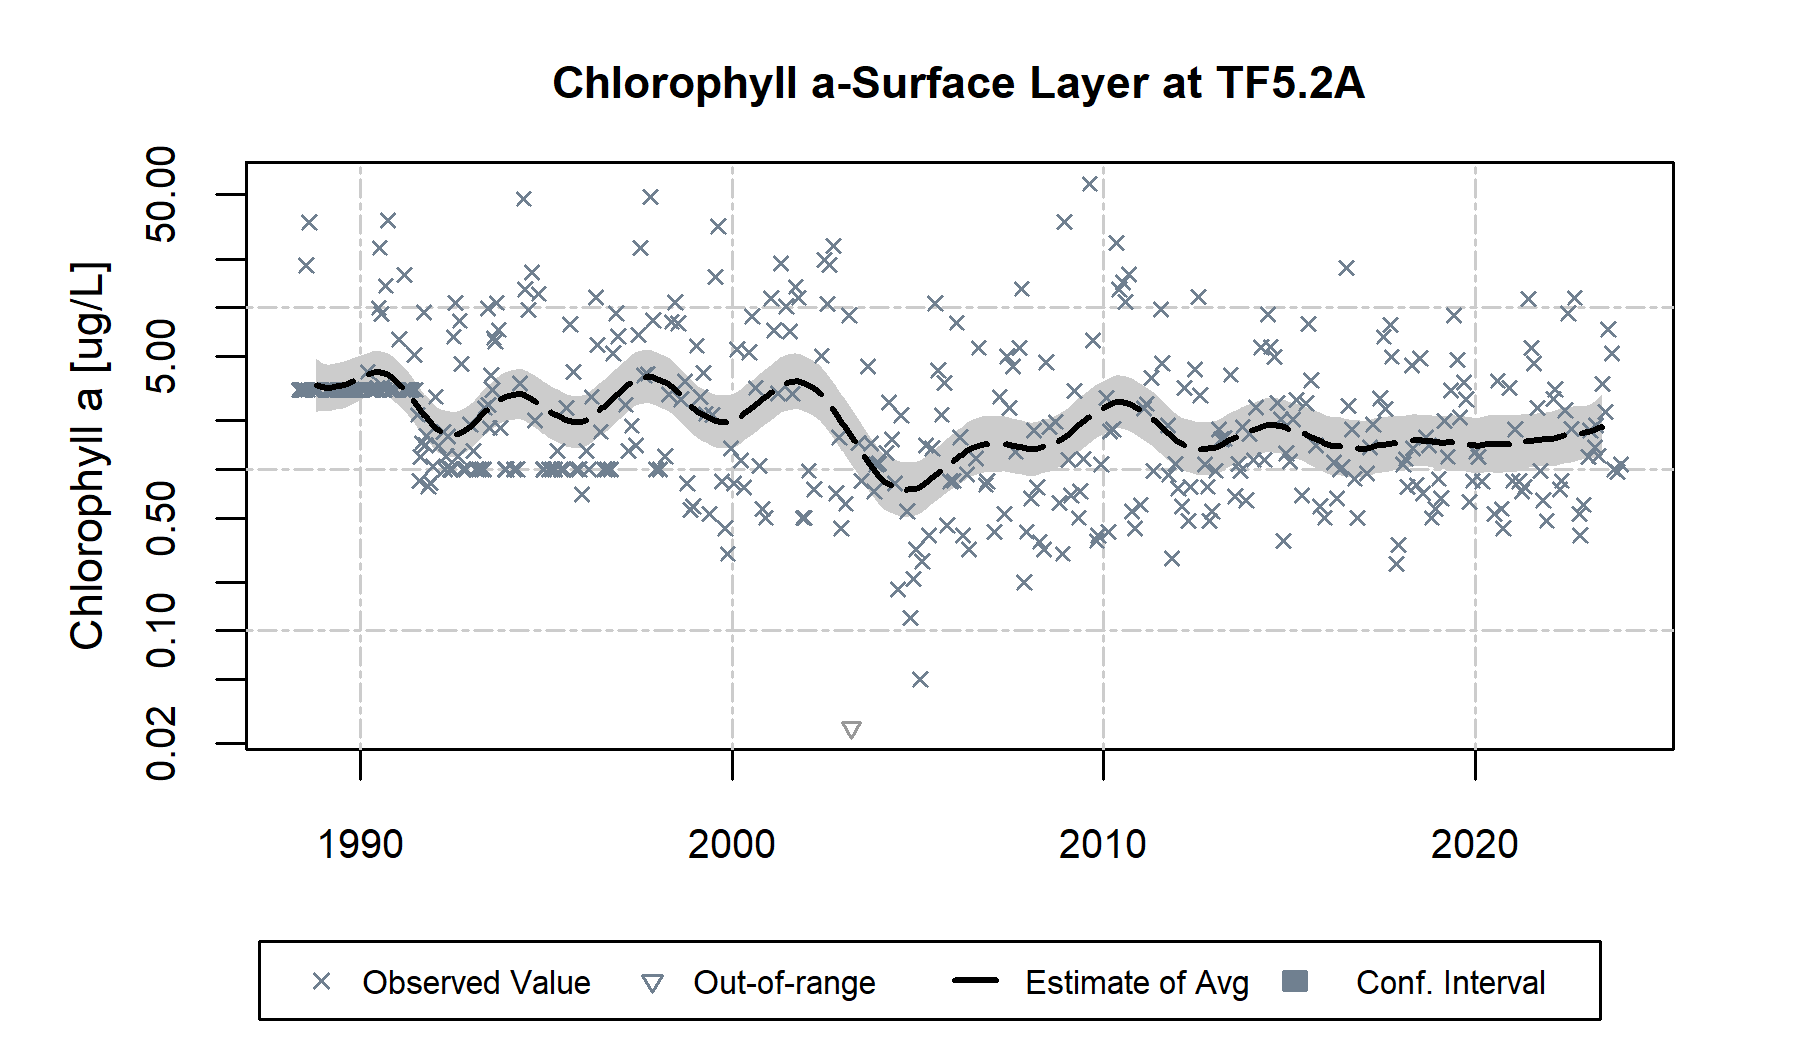 Chlorophyll a-Surface Layer at TF5.2A
Chlorophyll a [ug/L]
50.00
5.00
0.50
0.10
0.02
1990 2000 2010 2020
Observed Value Out-of-range Estimate of Avg Conf. Interval